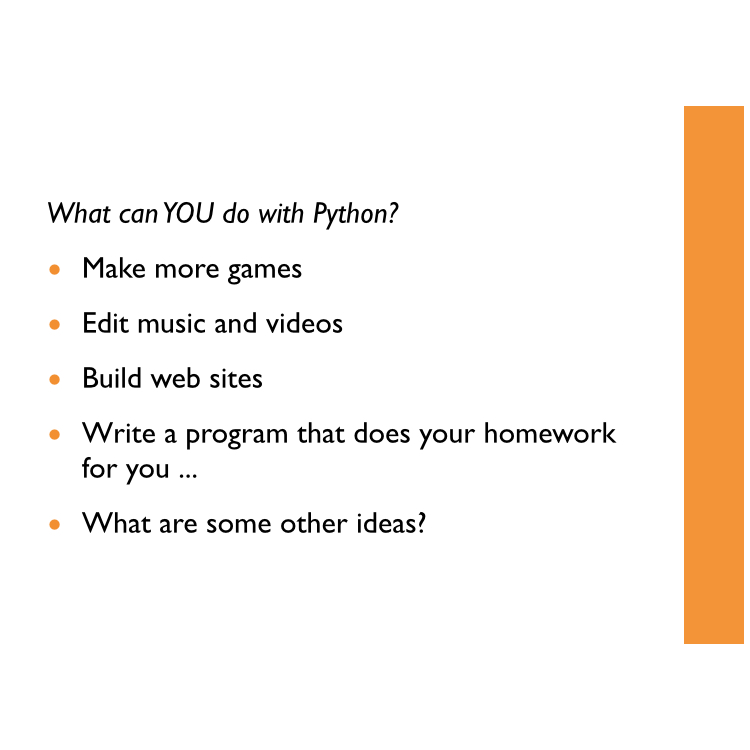 What can YOU do with Python?
• Make more games
• Edit music and videos
• Build web sites
• Write a program that does your homework
for you ...
• What are some other ideas?